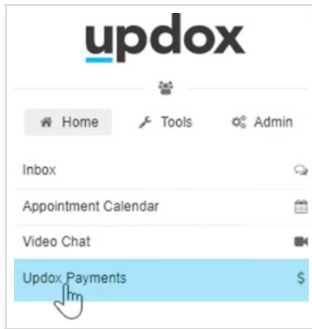 updox
Home Tools Admin
Inbox
Appointment Calendar
Video Chat
Updox Payments $